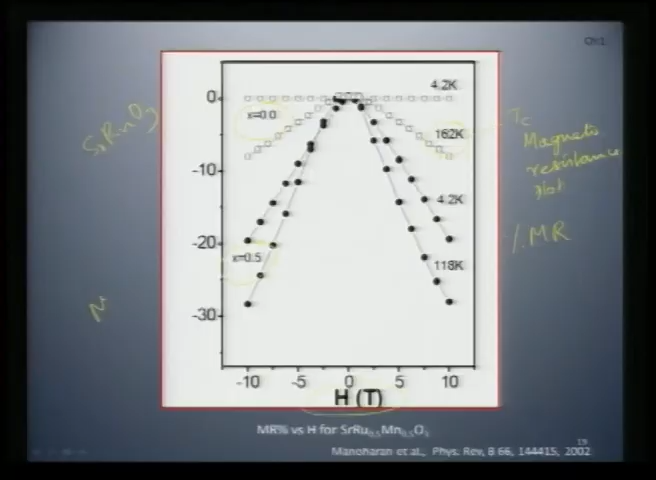 CH1
4.2K
0
x=0.0
SrRuO3
162K
Tc
Magneto
resistance
plot
-10
4.2K
% MR
-20
x=0.5
118K
-30
-10 -5 0 5 10
H (T)
MR% vs H for SrRu0.5Mn0.5O3
19
Manoharan et al., Phys. Rev, B 66, 144415, 2002